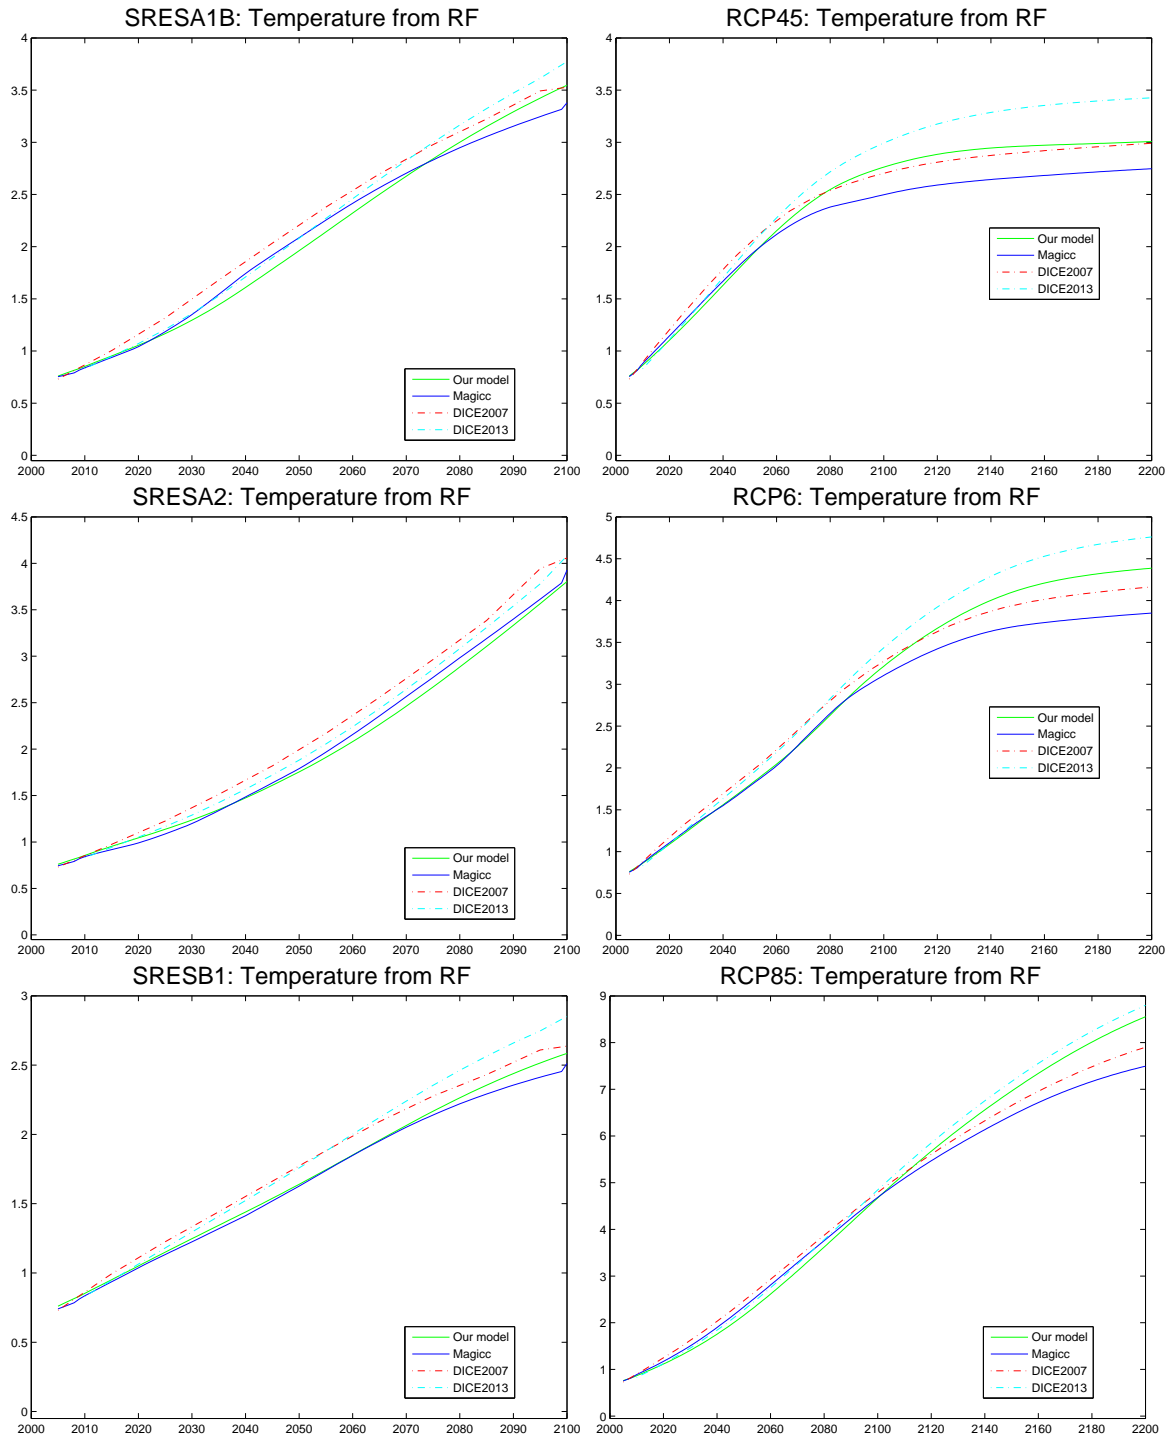 SRESA1B: Temperature from RF
4
3.5
3
2.5
2
1.5
1
0.5
0
2000 2010 2020 2030 2040 2050 2060 2070 2080 2090 2100
Our model
Magicc
DICE2007
DICE2013
RCP45: Temperature from RF
4
3.5
3
2.5
2
1.5
1
0.5
0
2000 2020 2040 2060 2080 2100 2120 2140 2160 2180 2200
Our model
Magicc
DICE2007
DICE2013
SRESA2: Temperature from RF
4.5
4
3.5
3
2.5
2
1.5
1
0.5
0
2000 2010 2020 2030 2040 2050 2060 2070 2080 2090 2100
Our model
Magicc
DICE2007
DICE2013
RCP6: Temperature from RF
5
4.5
4
3.5
3
2.5
2
1.5
1
0.5
0
2000 2020 2040 2060 2080 2100 2120 2140 2160 2180 2200
Our model
Magicc
DICE2007
DICE2013
SRESB1: Temperature from RF
3
2.5
2
1.5
1
0.5
0
2000 2010 2020 2030 2040 2050 2060 2070 2080 2090 2100
Our model
Magicc
DICE2007
DICE2013
RCP85: Temperature from RF
9
8
7
6
5
4
3
2
1
0
2000 2020 2040 2060 2080 2100 2120 2140 2160 2180 2200
Our model
Magicc
DICE2007
DICE2013